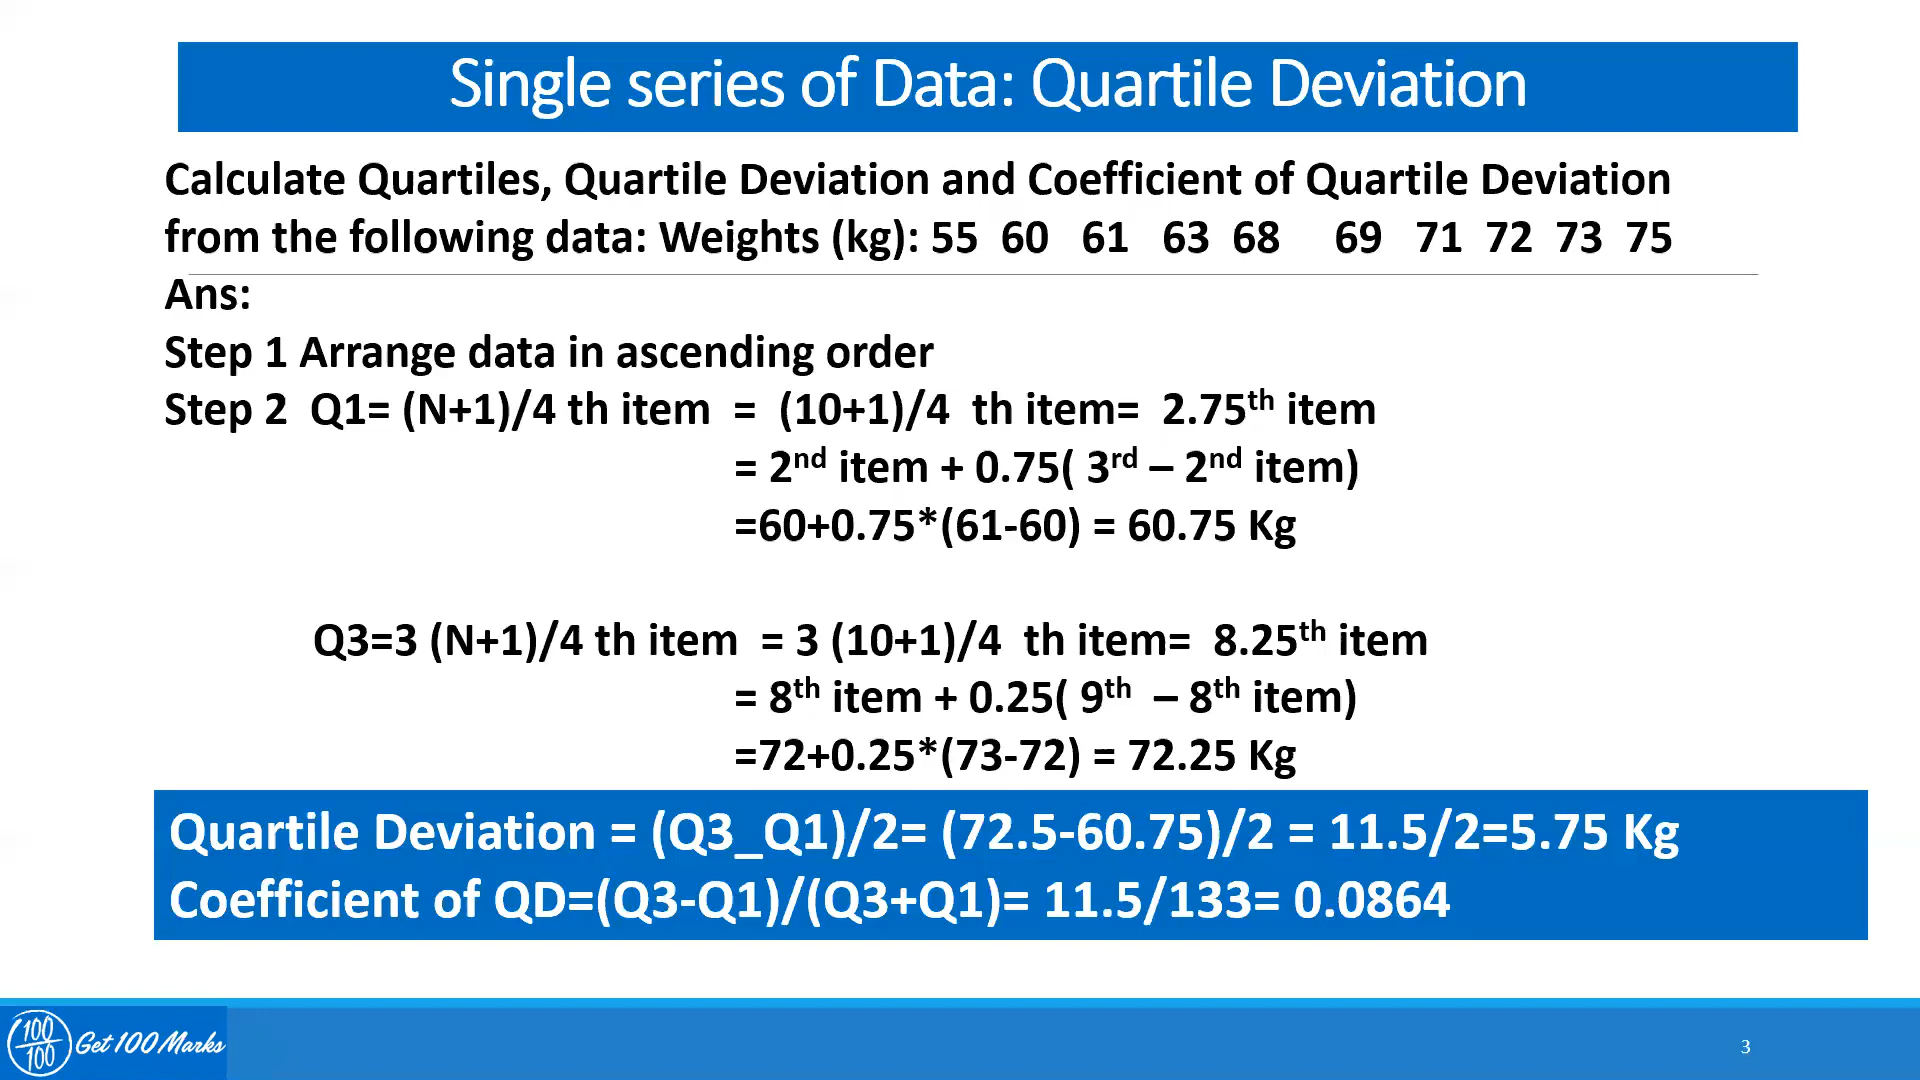 Single series of Data: Quartile Deviation
Calculate Quartiles, Quartile Deviation and Coefficient of Quartile Deviation
from the following data: Weights (kg): 55 60 61 63 68 69 71 72 73 75
Ans:
Step 1 Arrange data in ascending order
Step 2 Q1= (N+1)/4 th item = (10+1)/4 th item= 2.75th item
= 2nd item + 0.75( 3rd – 2nd item)
=60+0.75*(61-60) = 60.75 Kg
Q3=3 (N+1)/4 th item = 3 (10+1)/4 th item= 8.25th item
= 8th item + 0.25( 9th – 8th item)
=72+0.25*(73-72) = 72.25 Kg
Quartile Deviation = (Q3_Q1)/2= (72.5-60.75)/2 = 11.5/2=5.75 Kg
Coefficient of QD=(Q3-Q1)/(Q3+Q1)= 11.5/133= 0.0864
100/100 Get 100 Marks
3